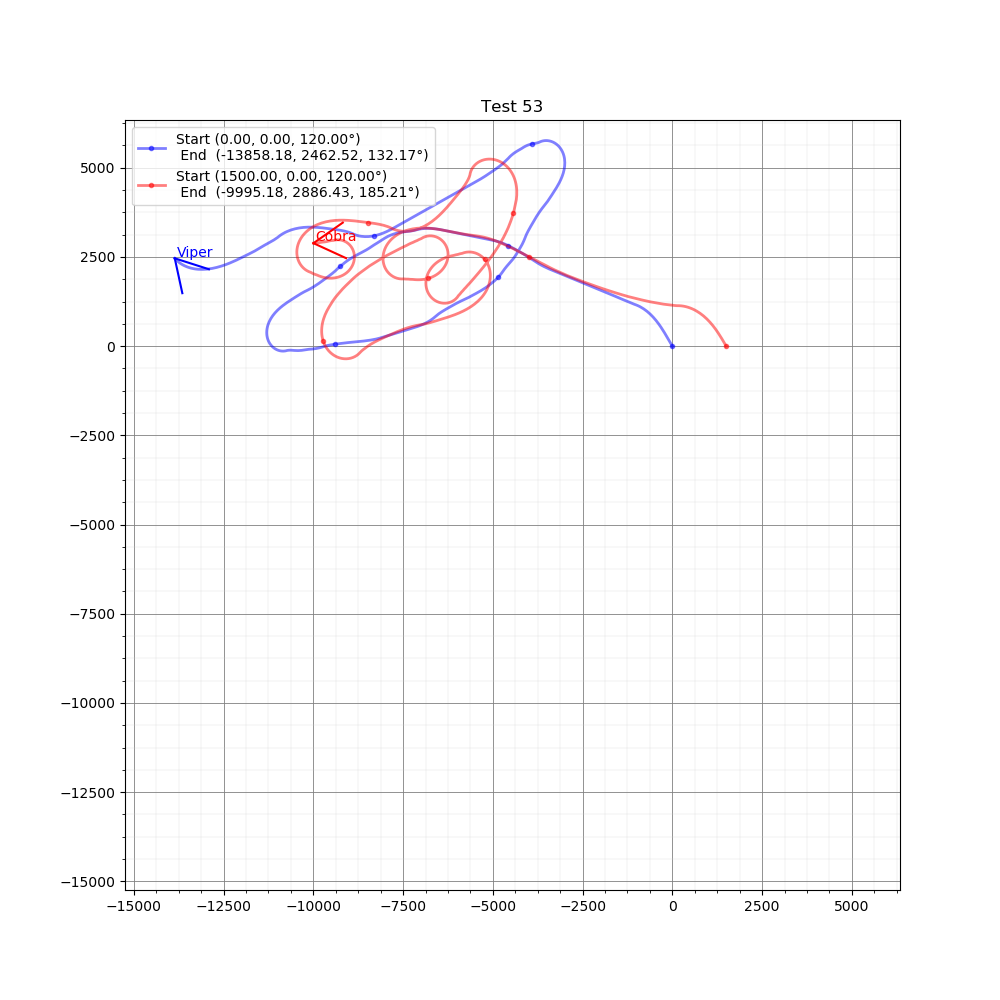 Test 53
Start (0.00, 0.00, 120.00°)
End  (-13858.18, 2462.52, 132.17°)
Start (1500.00, 0.00, 120.00°)
End  (-9995.18, 2886.43, 185.21°)
Cobra
Viper
5000
2500
0
−2500
−5000
−7500
−10000
−12500
−15000
−15000 −12500 −10000 −7500 −5000 −2500 0 2500 5000